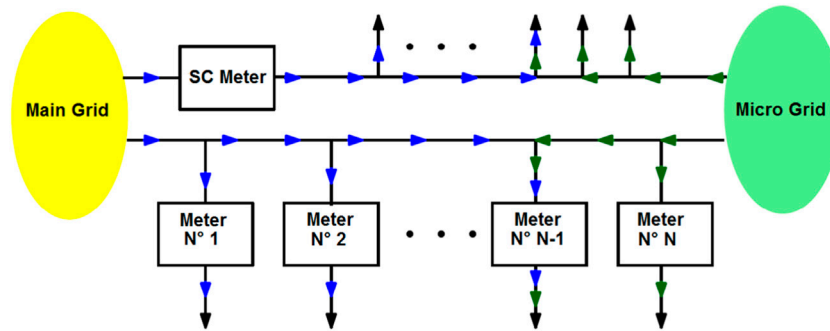 Main Grid
SC Meter
Micro Grid
Meter
N° 1
Meter
N° 2
Meter
N° N-1
Meter
N° N